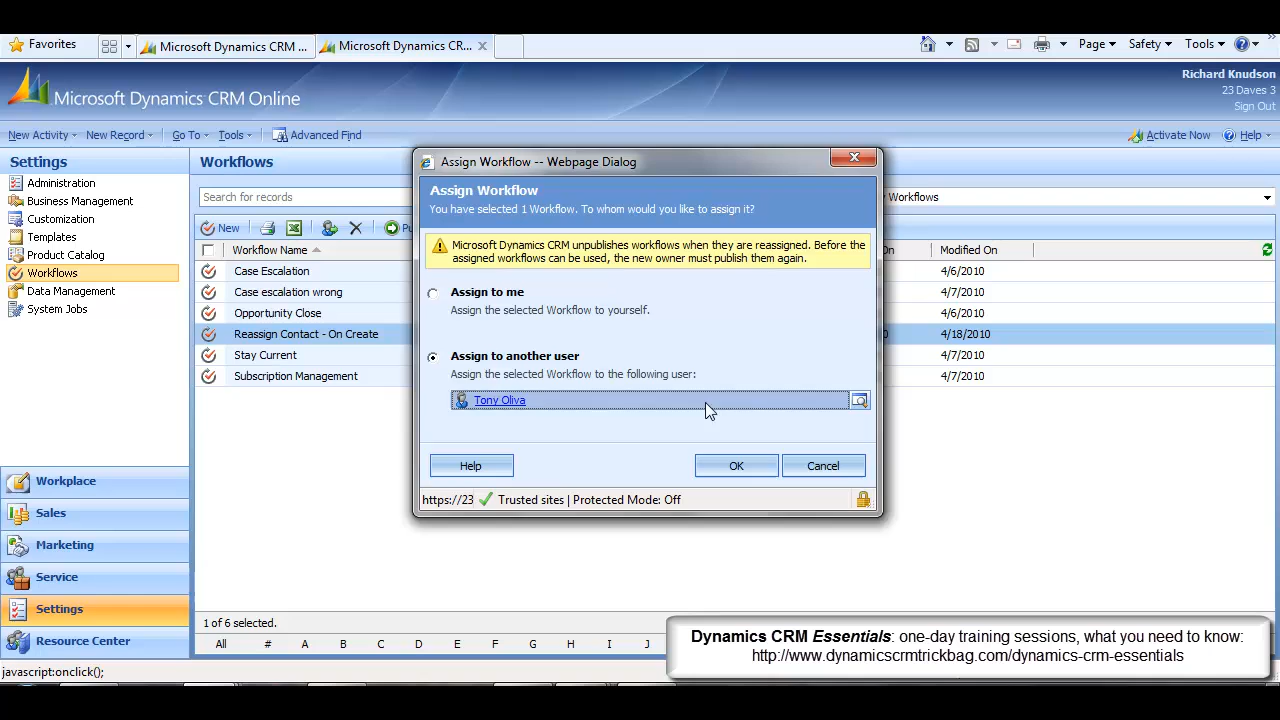 Favorites
Microsoft Dynamics CRM ...
Microsoft Dynamics CR...
Page
Safety
Tools
Microsoft Dynamics CRM Online
Richard Knudson
23 Daves 3
Sign Out
New Activity
New Record
Go To
Tools
Advanced Find
Activate Now
Help
Settings
Administration
Business Management
Customization
Templates
Product Catalog
Workflows
Data Management
System Jobs
Workplace
Sales
Marketing
Service
Settings
Resource Center
Workflows
Search for records
Workflows
New
Workflow Name
On
Modified On
Case Escalation
4/6/2010
Case escalation wrong
4/7/2010
Opportunity Close
4/6/2010
Reassign Contact - On Create
4/18/2010
Stay Current
4/7/2010
Subscription Management
4/7/2010
Assign Workflow -- Webpage Dialog
Assign Workflow
You have selected 1 Workflow. To whom would you like to assign it?
Microsoft Dynamics CRM unpublishes workflows when they are reassigned. Before the
assigned workflows can be used, the new owner must publish them again.
Assign to me
Assign the selected Workflow to yourself.
Assign to another user
Assign the selected Workflow to the following user:
Tony Oliva
Help
OK
Cancel
https://23
Trusted sites | Protected Mode: Off
1 of 6 selected.
All # A B C D E F G H I J
Dynamics CRM Essentials: one-day training sessions, what you need to know:
http://www.dynamicscrmtrickbag.com/dynamics-crm-essentials
javascript:onclick();